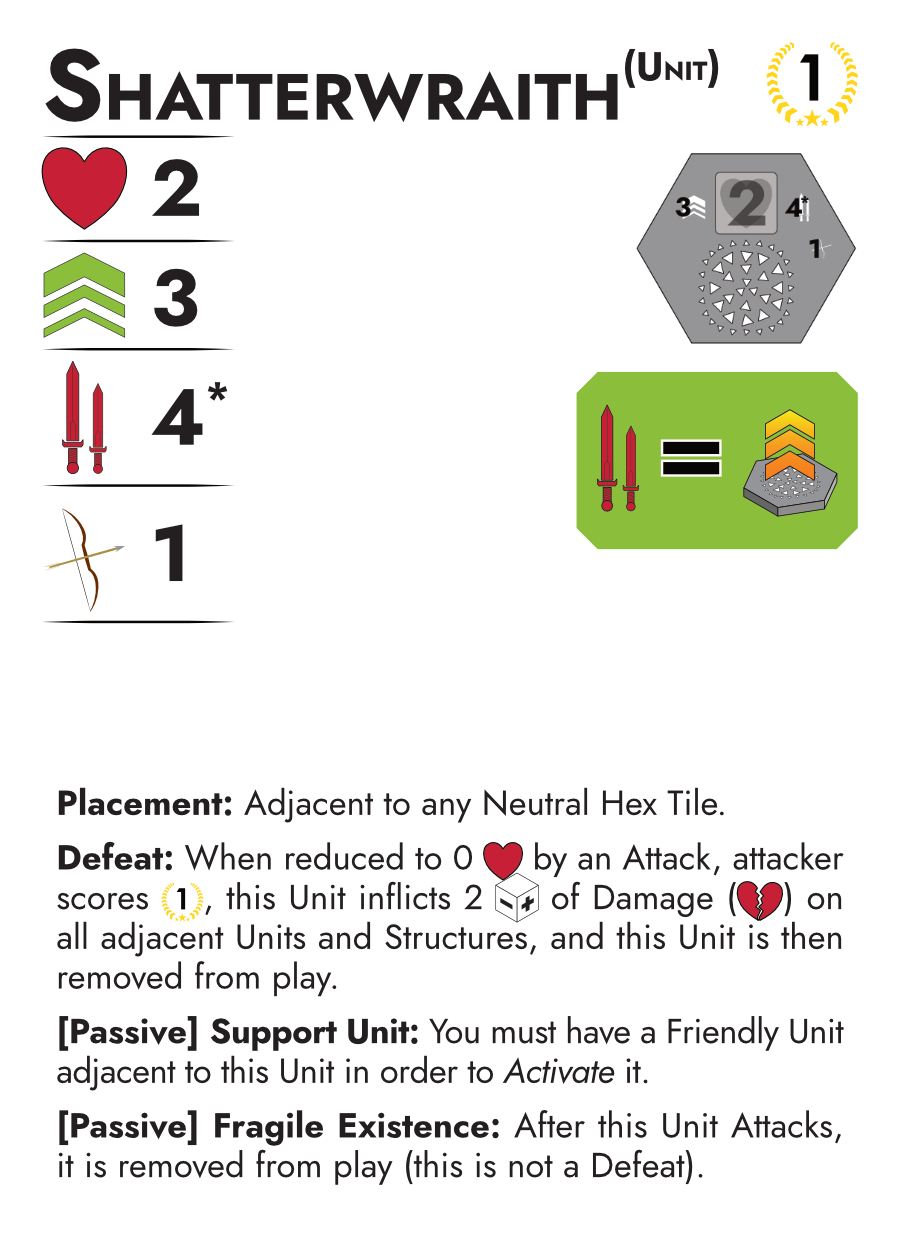 Shatterwraith(Unit) 1
2
3
4*
1
3 2 4*
1
Placement: Adjacent to any Neutral Hex Tile.
Defeat: When reduced to 0 by an Attack, attacker
scores 1, this Unit inflicts 2 - + of Damage ( ) on
all adjacent Units and Structures, and this Unit is then
removed from play.
[Passive] Support Unit: You must have a Friendly Unit
adjacent to this Unit in order to Activate it.
[Passive] Fragile Existence: After this Unit Attacks,
it is removed from play (this is not a Defeat).